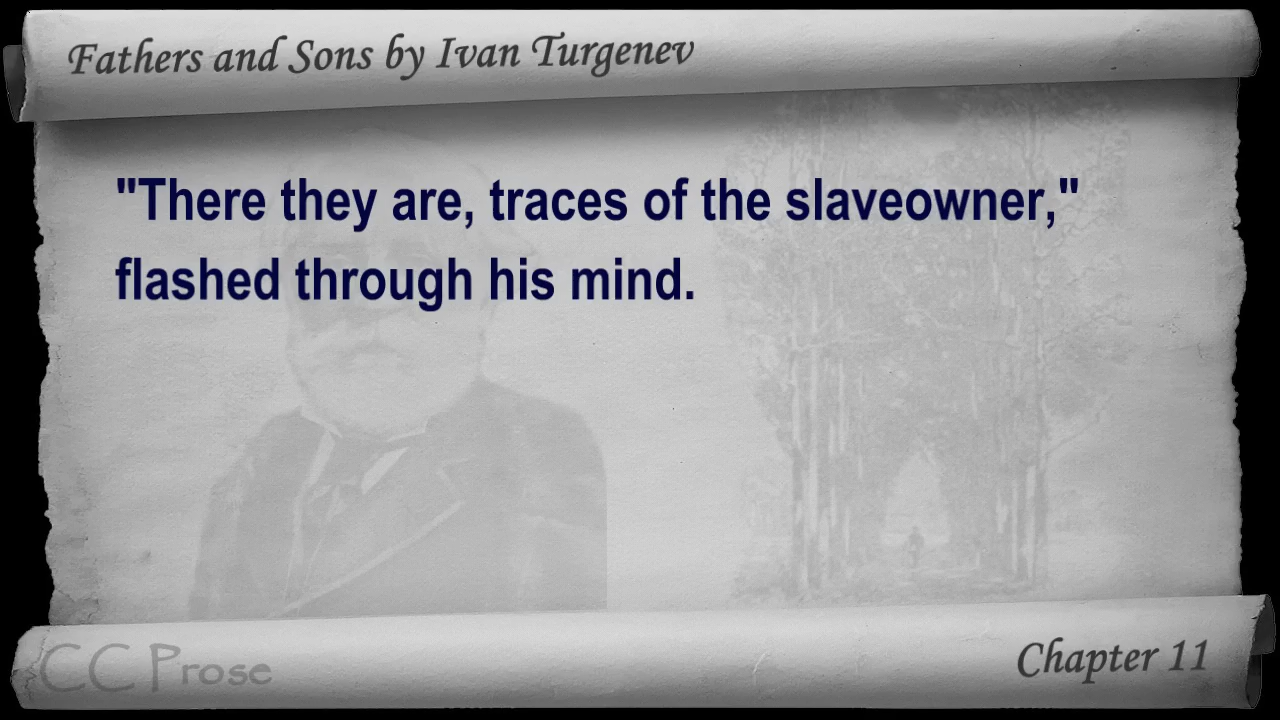 Fathers and Sons by Ivan Turgenev
"There they are, traces of the slaveowner,"
flashed through his mind.
CC Prose
Chapter 11